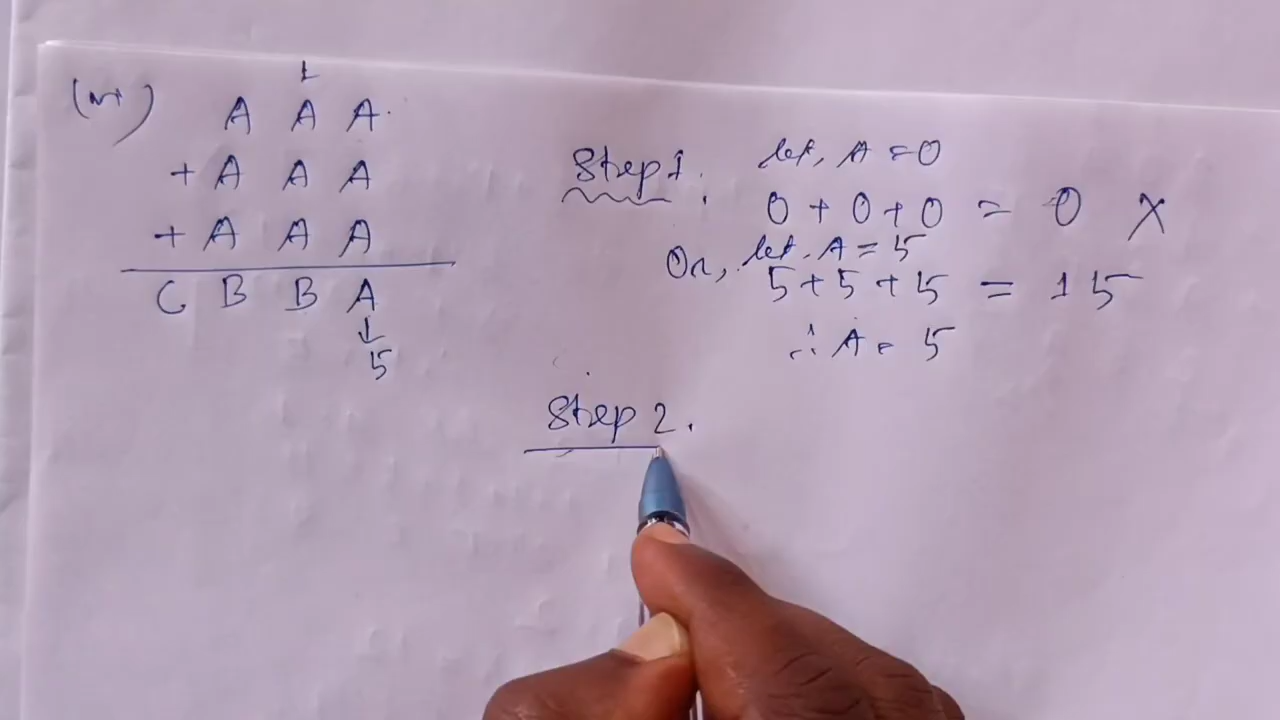 1
A A A
+ A A A
+ A A A
C B B A
↓
5
Step 1.
let, A = 0
0 + 0 + 0 = 0 X
Or, let. A = 5
5 + 5 + 5 = 15
∴ A = 5
Step 2.